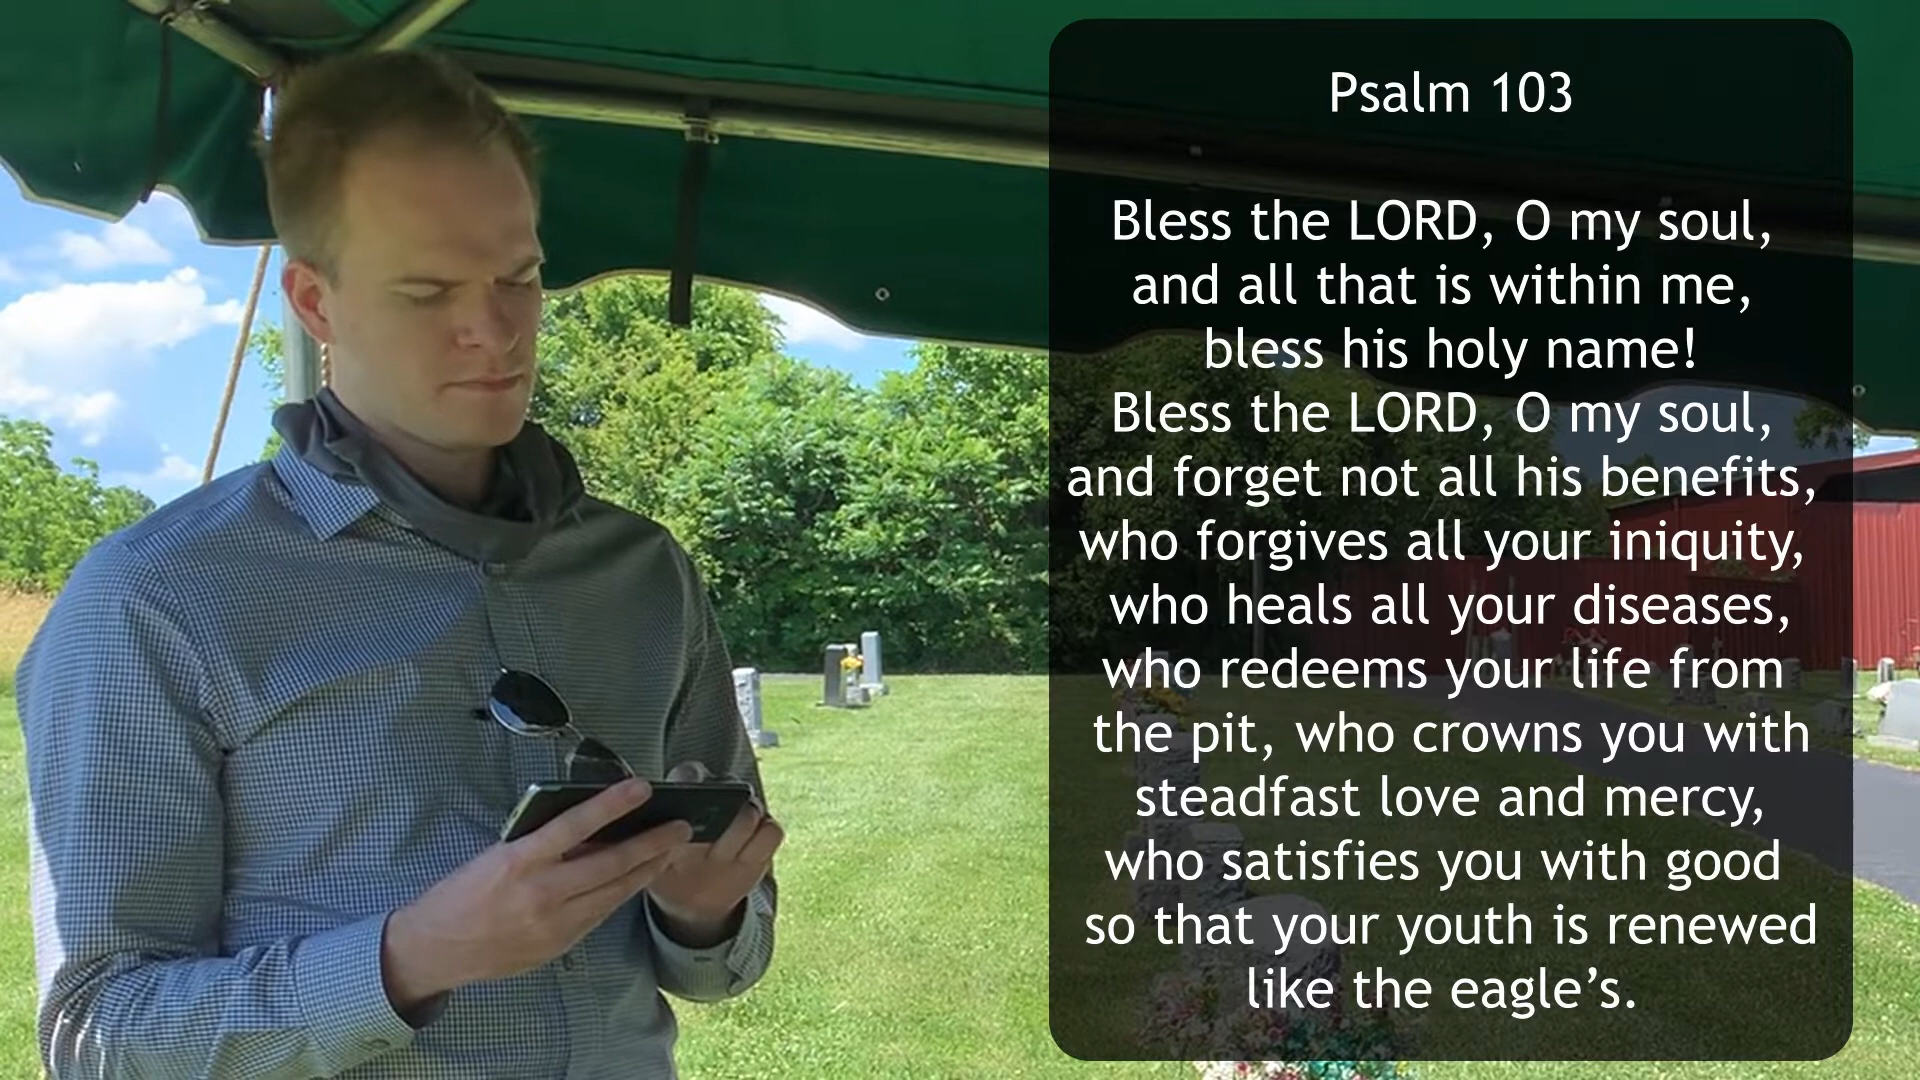 Psalm 103
Bless the LORD, O my soul,
and all that is within me,
bless his holy name!
Bless the LORD, O my soul,
and forget not all his benefits,
who forgives all your iniquity,
who heals all your diseases,
who redeems your life from
the pit, who crowns you with
steadfast love and mercy,
who satisfies you with good
so that your youth is renewed
like the eagle’s.